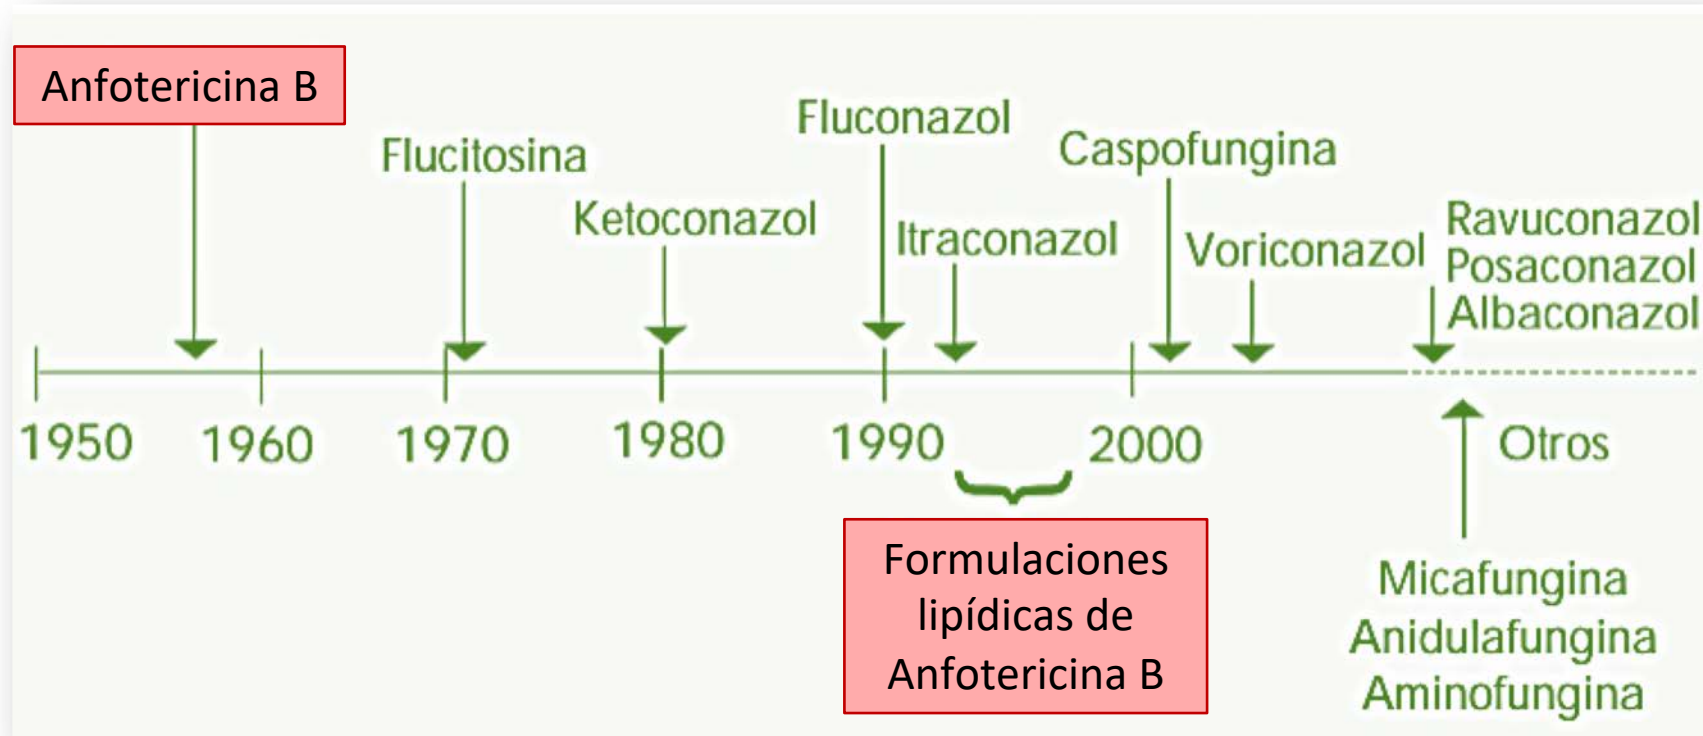 Anfotericina B
Flucitosina
Ketoconazol
Fluconazol
Itraconazol
Caspofungina
Voriconazol
Ravuconazol
Posaconazol
Albaconazol
1950
1960
1970
1980
1990
2000
Otros
Formulaciones
lipídicas de
Anfotericina B
Micafungina
Anidulafungina
Aminofungina